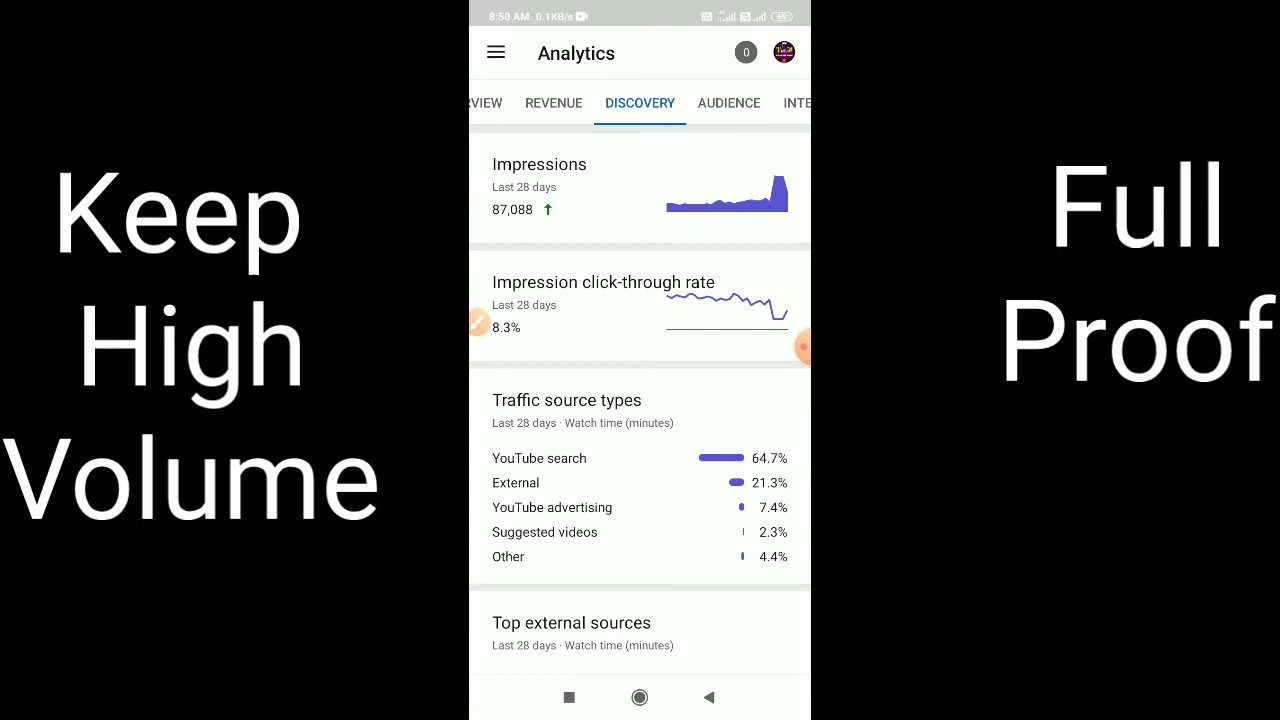 Keep
High
Volume
8:50 AM 0.1KB/s
65
Analytics
0
RVIEW REVENUE DISCOVERY AUDIENCE INTE
Impressions
Last 28 days
87,088
Impression click-through rate
Last 28 days
8.3%
Traffic source types
Last 28 days · Watch time (minutes)
YouTube search 64.7%
External 21.3%
YouTube advertising 7.4%
Suggested videos 2.3%
Other 4.4%
Top external sources
Last 28 days · Watch time (minutes)
Full
Proof